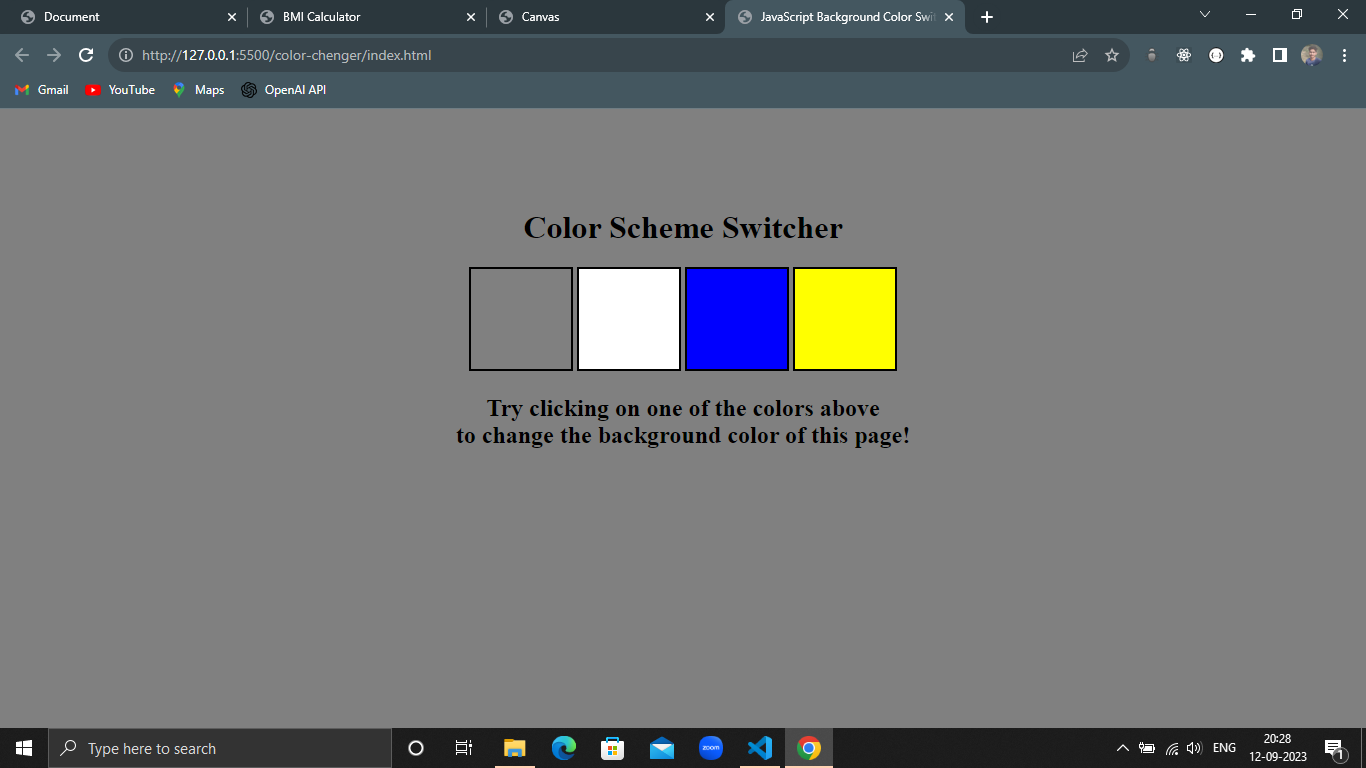 Document
BMI Calculator
Canvas
JavaScript Background Color Swit
http://127.0.0.1:5500/color-chenger/index.html
Gmail
YouTube
Maps
OpenAI API
Color Scheme Switcher
Try clicking on one of the colors above
to change the background color of this page!
Type here to search
zoom
ENG
20:28
12-09-2023
1